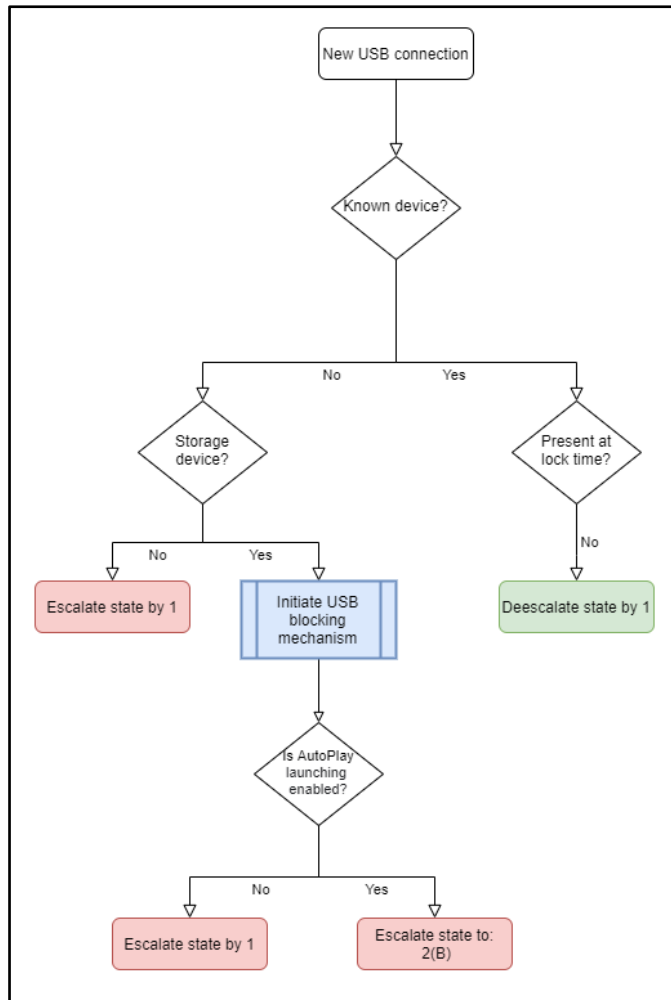 New USB connection
Known device?
No
Yes
Storage
device?
Present at
lock time?
No
Yes
No
Escalate state by 1
Initiate USB
blocking
mechanism
Deescalate state by 1
Is AutoPlay
launching
enabled?
No
Yes
Escalate state by 1
Escalate state to:
2(B)